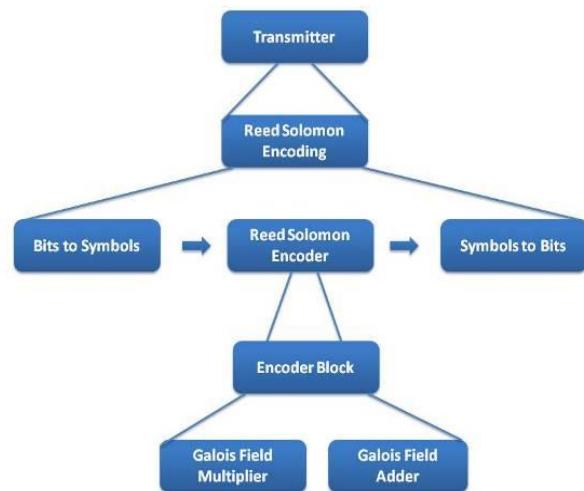 Transmitter
Reed Solomon
Encoding
Bits to Symbols
Reed Solomon
Encoder
Symbols to Bits
Encoder Block
Galois Field
Multiplier
Galois Field
Adder